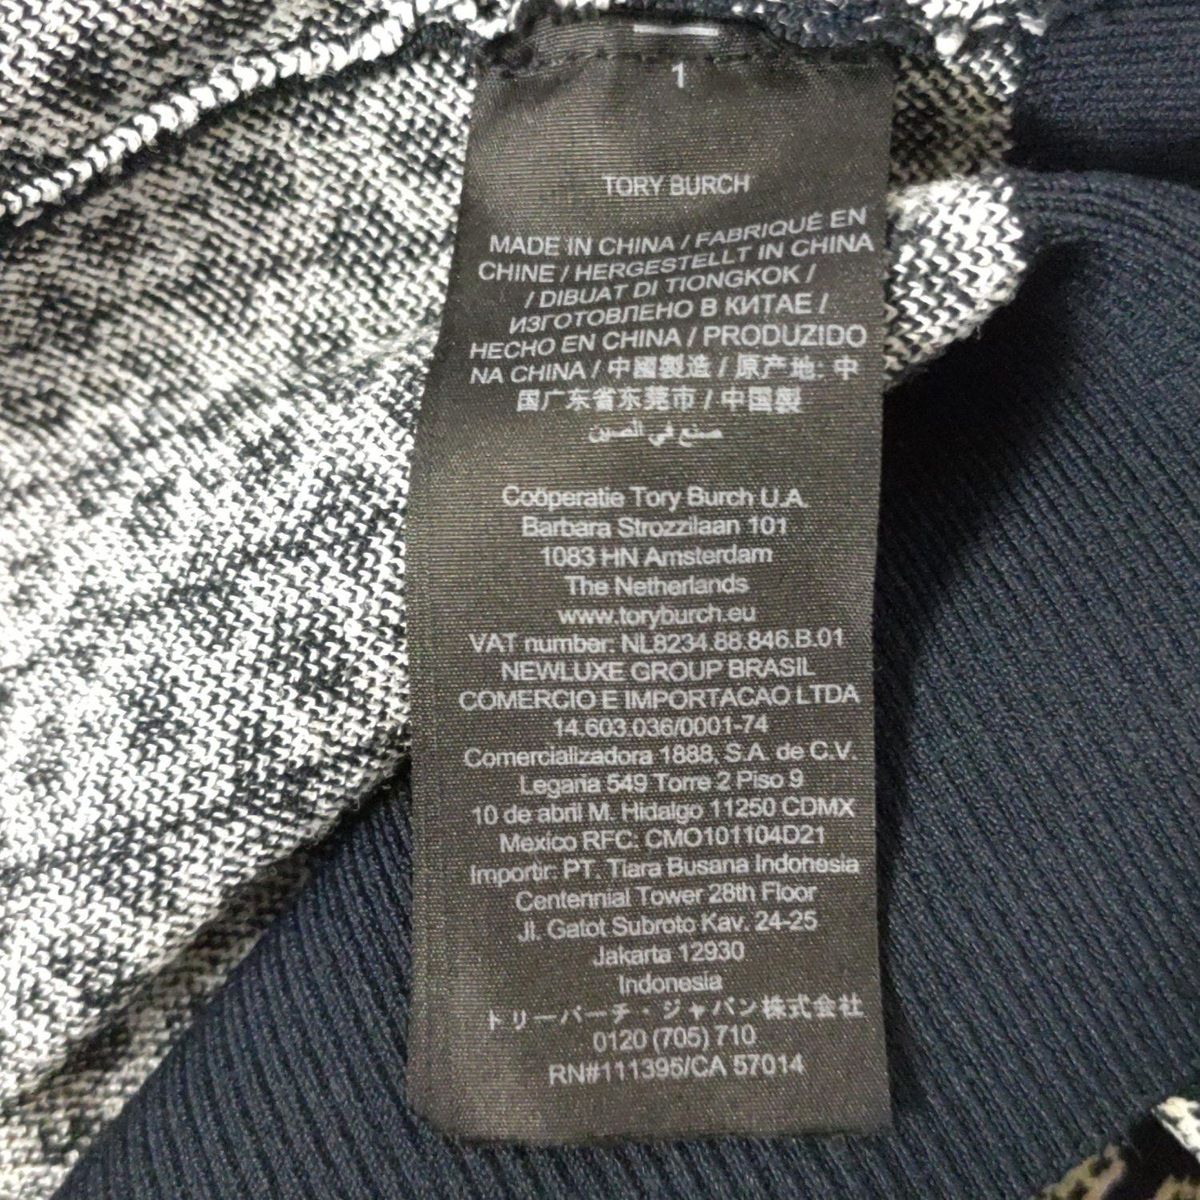 1
TORY BURCH
MADE IN CHINA / FABRIQUÉ EN
CHINE / HERGESTELLT IN CHINA
/ DIBUAT DI TIONGKOK /
ИЗГОТОВЛЕНО В КИТАЕ /
HECHO EN CHINA / PRODUZIDO
NA CHINA / 中國製造 / 原产地: 中
国广东省东莞市 / 中国製
صنع في الصين
Coöperatie Tory Burch U.A.
Barbara Strozzilaan 101
1083 HN Amsterdam
The Netherlands
www.toryburch.eu
VAT number: NL8234.88.846.B.01
NEWLUXE GROUP BRASIL
COMERCIO E IMPORTACAO LTDA
14.603.036/0001-74
Comercializadora 1888, S.A. de C.V.
Legaria 549 Torre 2 Piso 9
10 de abril M. Hidalgo 11250 CDMX
Mexico RFC: CMO101104D21
Importir: PT. Tiara Busana Indonesia
Centennial Tower 28th Floor
Jl. Gatot Subroto Kav. 24-25
Jakarta 12930
Indonesia
トリーバーチ・ジャパン株式会社
0120 (705) 710
RN#111395/CA 57014